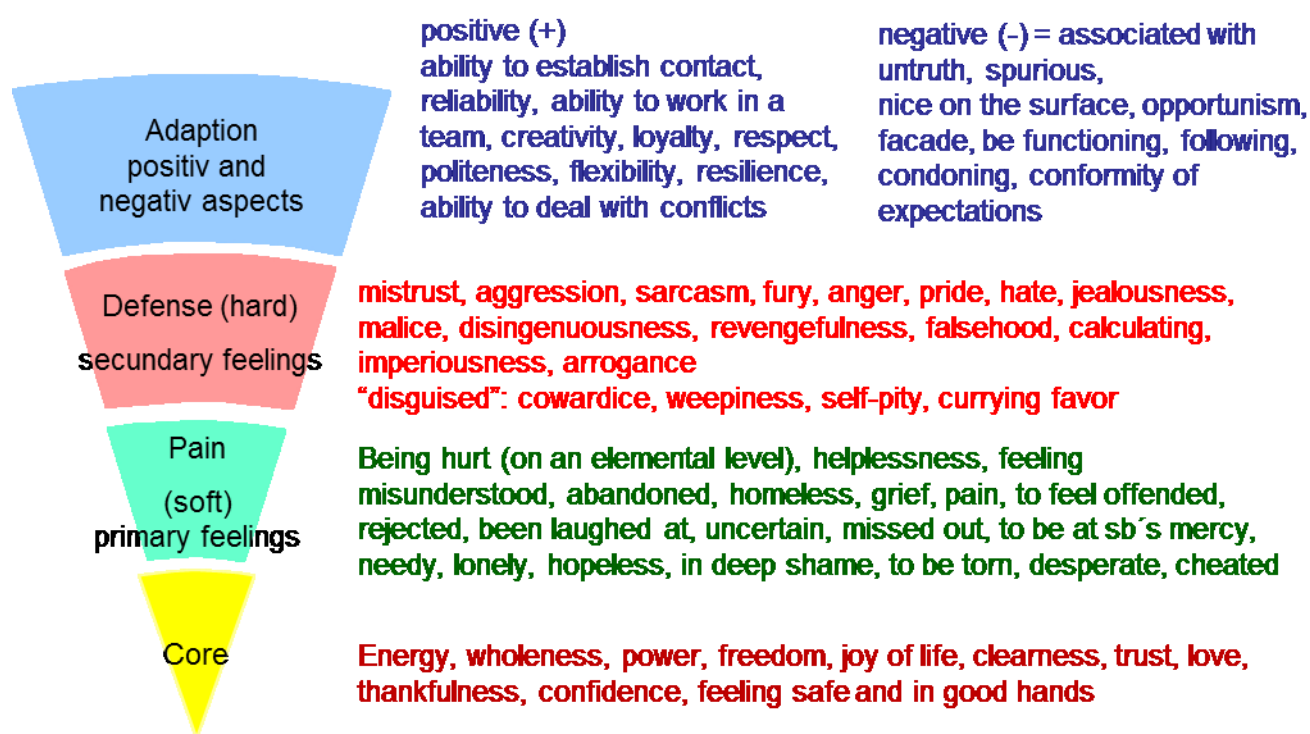 positive (+)
ability to establish contact,
reliability, ability to work in a
team, creativity, loyalty, respect,
politeness, flexibility, resilience,
ability to deal with conflicts
negative (-) = associated with
untruth, spurious,
nice on the surface, opportunism,
facade, be functioning, following,
condoning, conformity of
expectations
Adaption
positiv and
negativ aspects
Defense (hard)
secundary feelings
mistrust, aggression, sarcasm, fury, anger, pride, hate, jealousness,
malice, disingenuousness, revengefulness, falsehood, calculating,
imperiousness, arrogance
“disguised”: cowardice, weepiness, self-pity, currying favor
Pain
(soft)
primary feelings
Being hurt (on an elemental level), helplessness, feeling
misunderstood, abandoned, homeless, grief, pain, to feel offended,
rejected, been laughed at, uncertain, missed out, to be at sb´s mercy,
needy, lonely, hopeless, in deep shame, to be torn, desperate, cheated
Core
Energy, wholeness, power, freedom, joy of life, clearness, trust, love,
thankfulness, confidence, feeling safe and in good hands